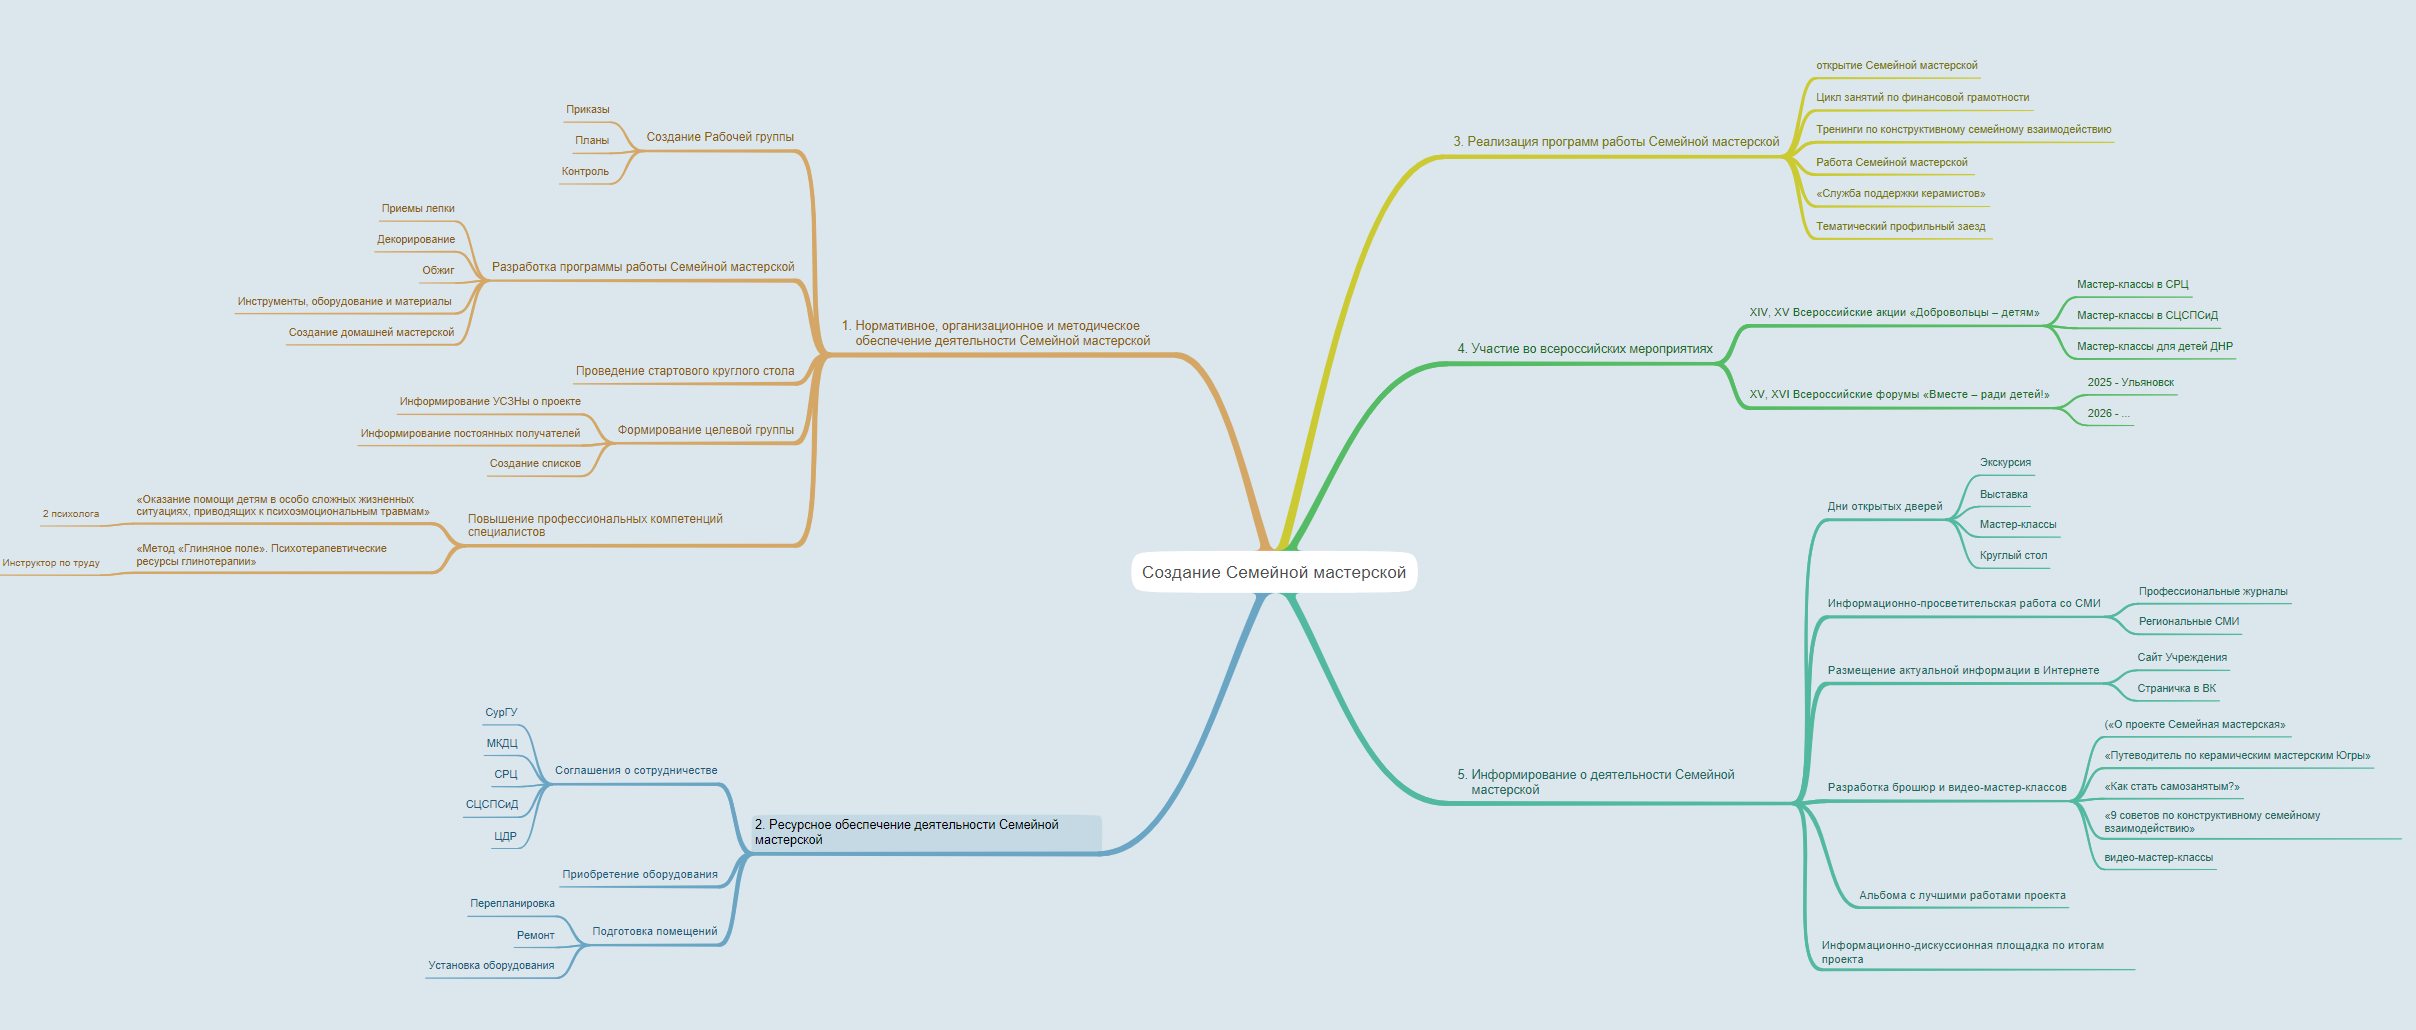 Создание Семейной мастерской
1. Нормативное, организационное и методическое
обеспечение деятельности Семейной мастерской
Создание Рабочей группы
Приказы
Планы
Контроль
Разработка программы работы Семейной мастерской
Приемы лепки
Декорирование
Обжиг
Инструменты, оборудование и материалы
Создание домашней мастерской
Проведение стартового круглого стола
Формирование целевой группы
Информирование УСЗНы о проекте
Информирование постоянных получателей
Создание списков
Повышение профессиональных компетенций
специалистов
«Оказание помощи детям в особо сложных жизненных
ситуациях, приводящих к психоэмоциональным травмам»
2 психолога
«Метод «Глиняное поле». Психотерапевтические
ресурсы глинотерапии»
Инструктор по труду
2. Ресурсное обеспечение деятельности Семейной
мастерской
Соглашения о сотрудничестве
СурГУ
МКДЦ
СРЦ
СЦСПСиД
ЦДР
Приобретение оборудования
Подготовка помещений
Перепланировка
Ремонт
Установка оборудования
3. Реализация программ работы Семейной мастерской
открытие Семейной мастерской
Цикл занятий по финансовой грамотности
Тренинги по конструктивному семейному взаимодействию
Работа Семейной мастерской
«Служба поддержки керамистов»
Тематический профильный заезд
4. Участие во всероссийских мероприятиях
XIV, XV Всероссийские акции «Добровольцы – детям»
Мастер-классы в СРЦ
Мастер-классы в СЦСПСиД
Мастер-классы для детей ДНР
XV, XVI Всероссийские форумы «Вместе – ради детей!»
2025 - Ульяновск
2026 - ...
5. Информирование о деятельности Семейной
мастерской
Дни открытых дверей
Экскурсия
Выставка
Мастер-классы
Круглый стол
Информационно-просветительская работа со СМИ
Профессиональные журналы
Региональные СМИ
Размещение актуальной информации в Интернете
Сайт Учреждения
Страничка в ВК
Разработка брошюр и видео-мастер-классов
(«О проекте Семейная мастерская»
«Путеводитель по керамическим мастерским Югры»
«Как стать самозанятым?»
«9 советов по конструктивному семейному
взаимодействию»
видео-мастер-классы
Альбома с лучшими работами проекта
Информационно-дискуссионная площадка по итогам
проекта